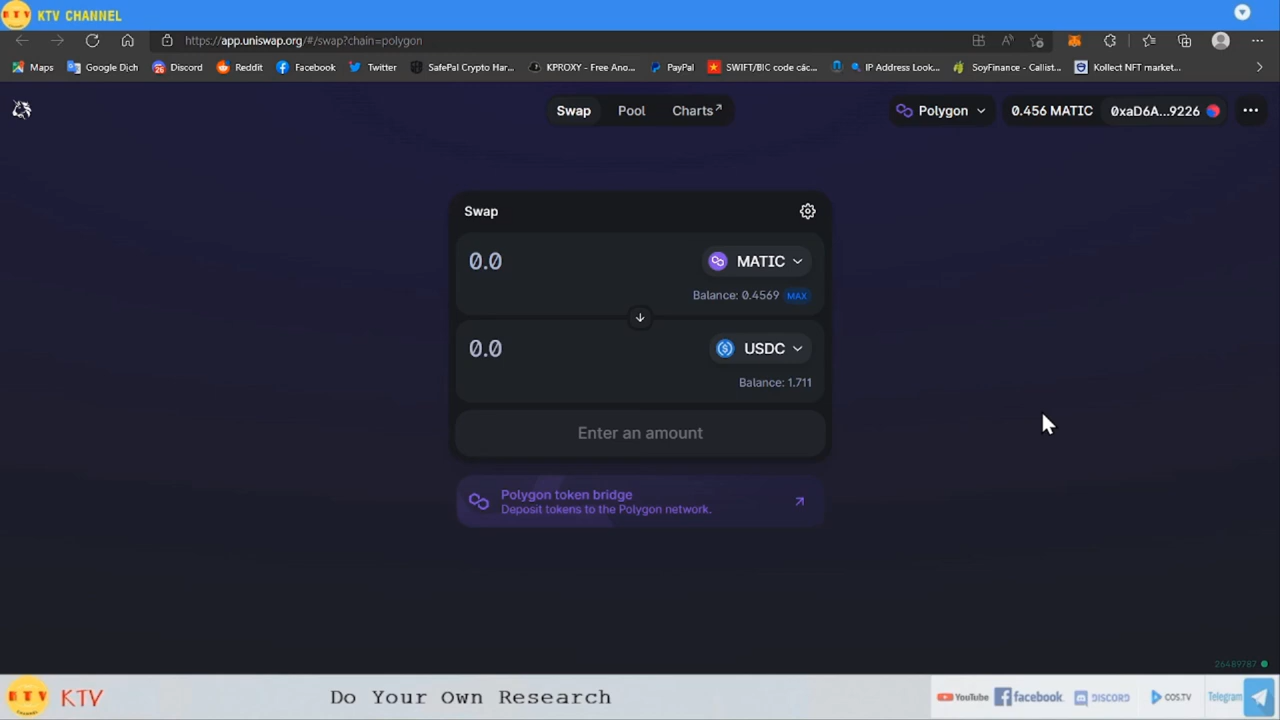 KTV CHANNEL
https://app.uniswap.org/#/swap?chain=polygon
Maps
Google Dịch
Discord
Reddit
Facebook
Twitter
SafePal Crypto Har...
KPROXY - Free Ano...
PayPal
SWIFT/BIC code các...
IP Address Look...
SoyFinance - Callist...
Kollect NFT market...
Swap Pool Charts
Polygon
0.456 MATIC
0xaD6A...9226
Swap
0.0 MATIC
Balance: 0.4569 MAX
0.0 USDC
Balance: 1.711
Enter an amount
Polygon token bridge
Deposit tokens to the Polygon network.
26489787
KTV
KTV
Do Your Own Research
YouTube
facebook
DISCORD
COS.TV
Telegram